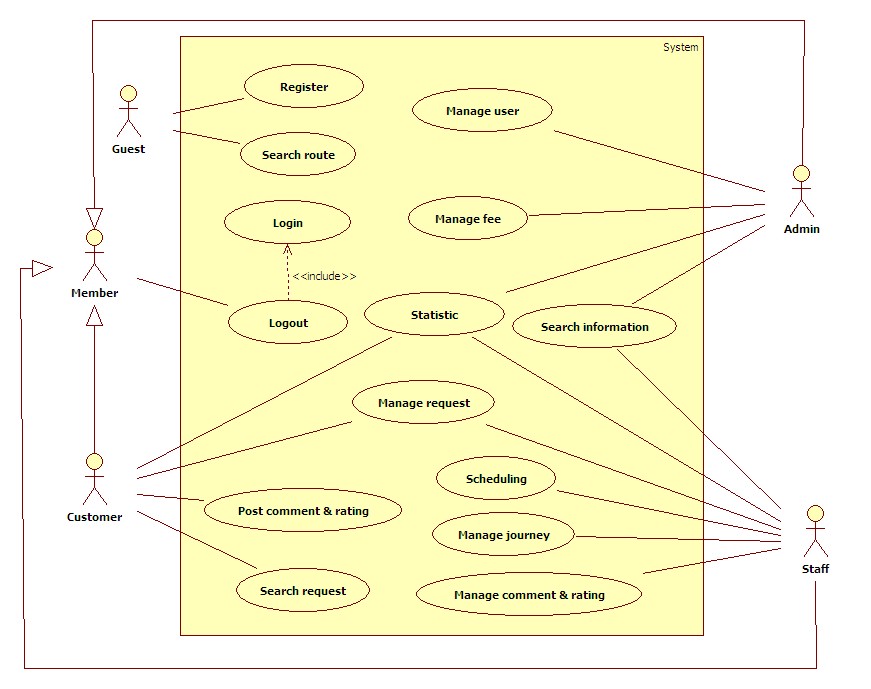 System
Register
Manage user
Guest
Search route
Login
Manage fee
Admin
<<include>>
Member
Logout
Statistic
Search information
Manage request
Scheduling
Customer
Post comment & rating
Manage journey
Staff
Search request
Manage comment & rating